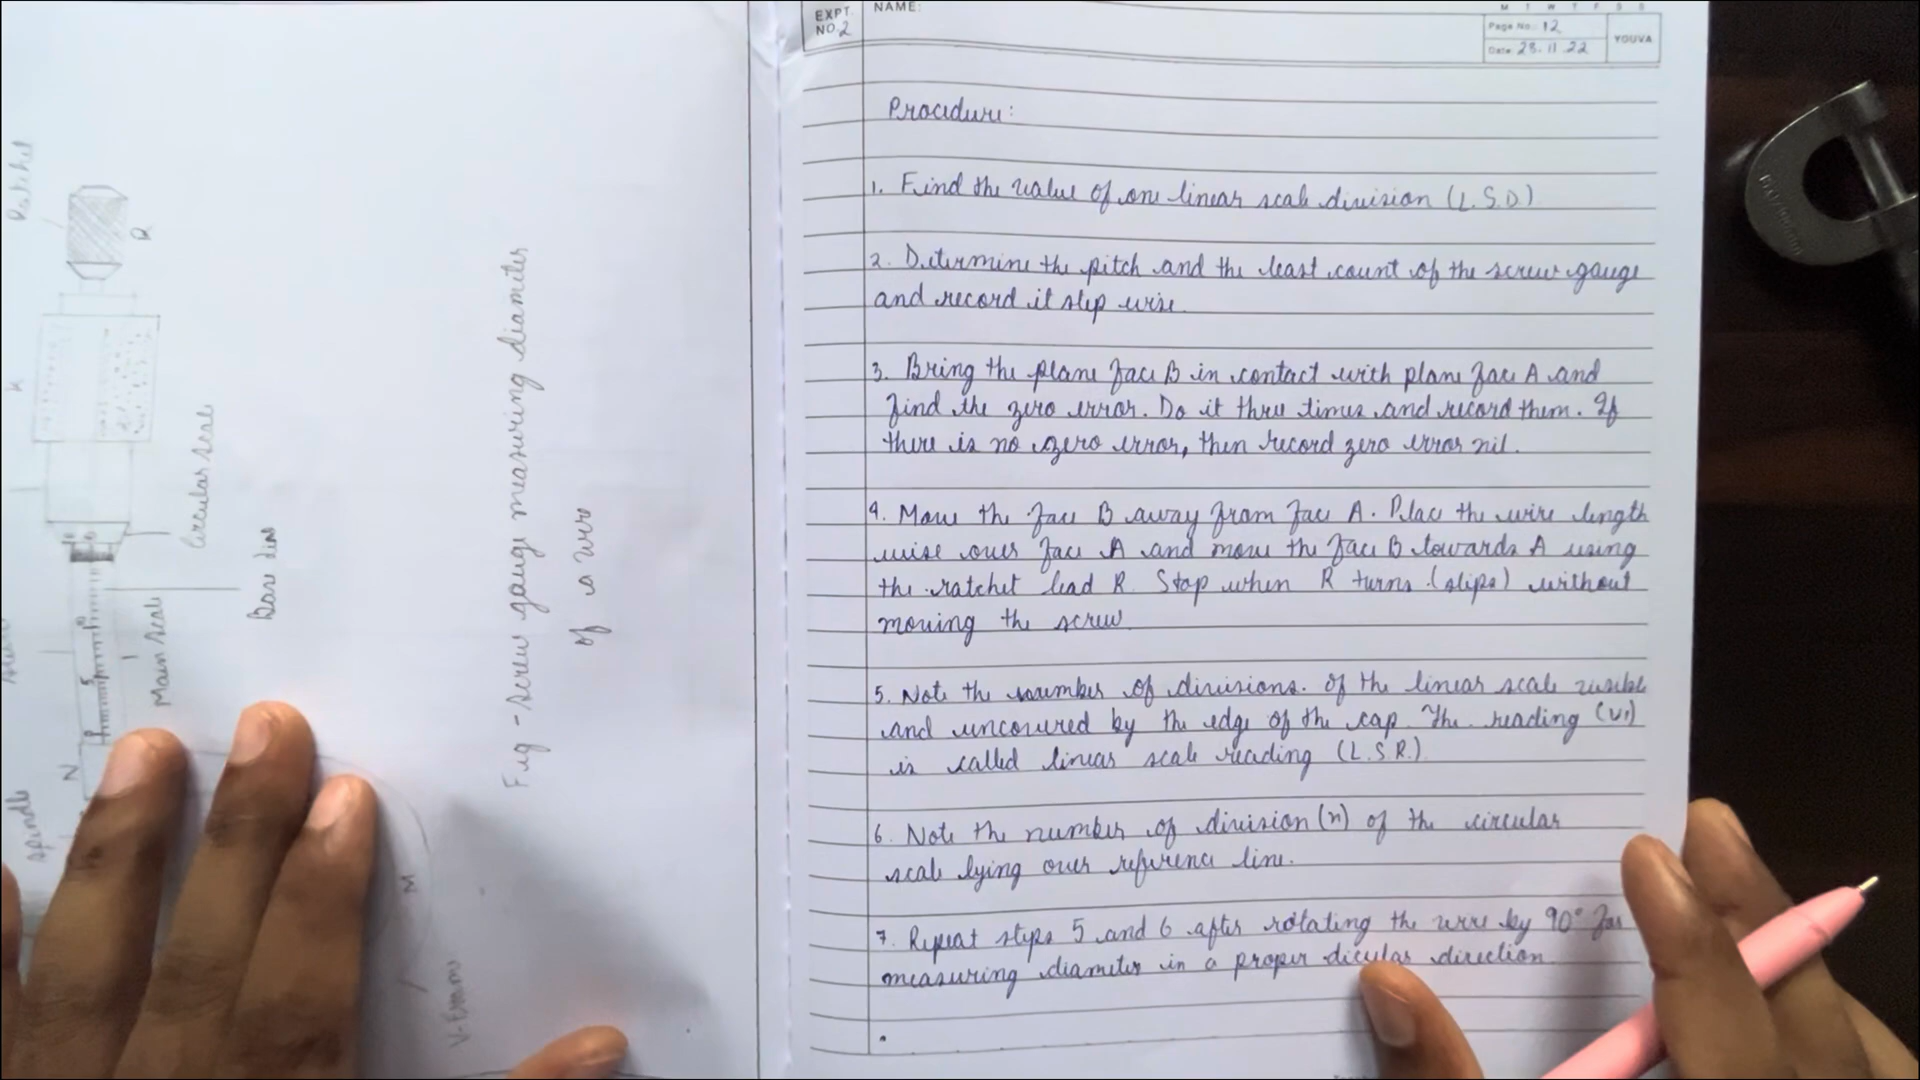 Ratchet
R
K
Circular scale
Base line
Main scale
N
spindle
M
Fig - Screw gauge measuring diameter
of a wire
EXPT. NO. 2
NAME:
M T W T F S S
Page No.: 12
Date: 28.11.22
YOUVA
Procedure:
1. Find the value of one linear scale division (L.S.D)
2. Determine the pitch and the least count of the screw gauge
and record it step wise.
3. Bring the plane face B in contact with plane face A and
find the zero error. Do it three times and record them. If
there is no zero error, then record zero error nil.
4. Move the face B away from face A. Place the wire length
wise over face A and move the face B towards A using
the ratchet head R. Stop when R turns (slips) without
moving the screw
5. Note the number of divisions. of the linear scale visible
and uncovered by the edge of the cap. The reading
is called linear scale reading (L.S.R.)
6. Note the number of division (n) of the circular
scale lying over reference line.
7. Repeat steps 5 and 6 after rotating the wire by 90° for
measuring diameter in a proper dicular direction